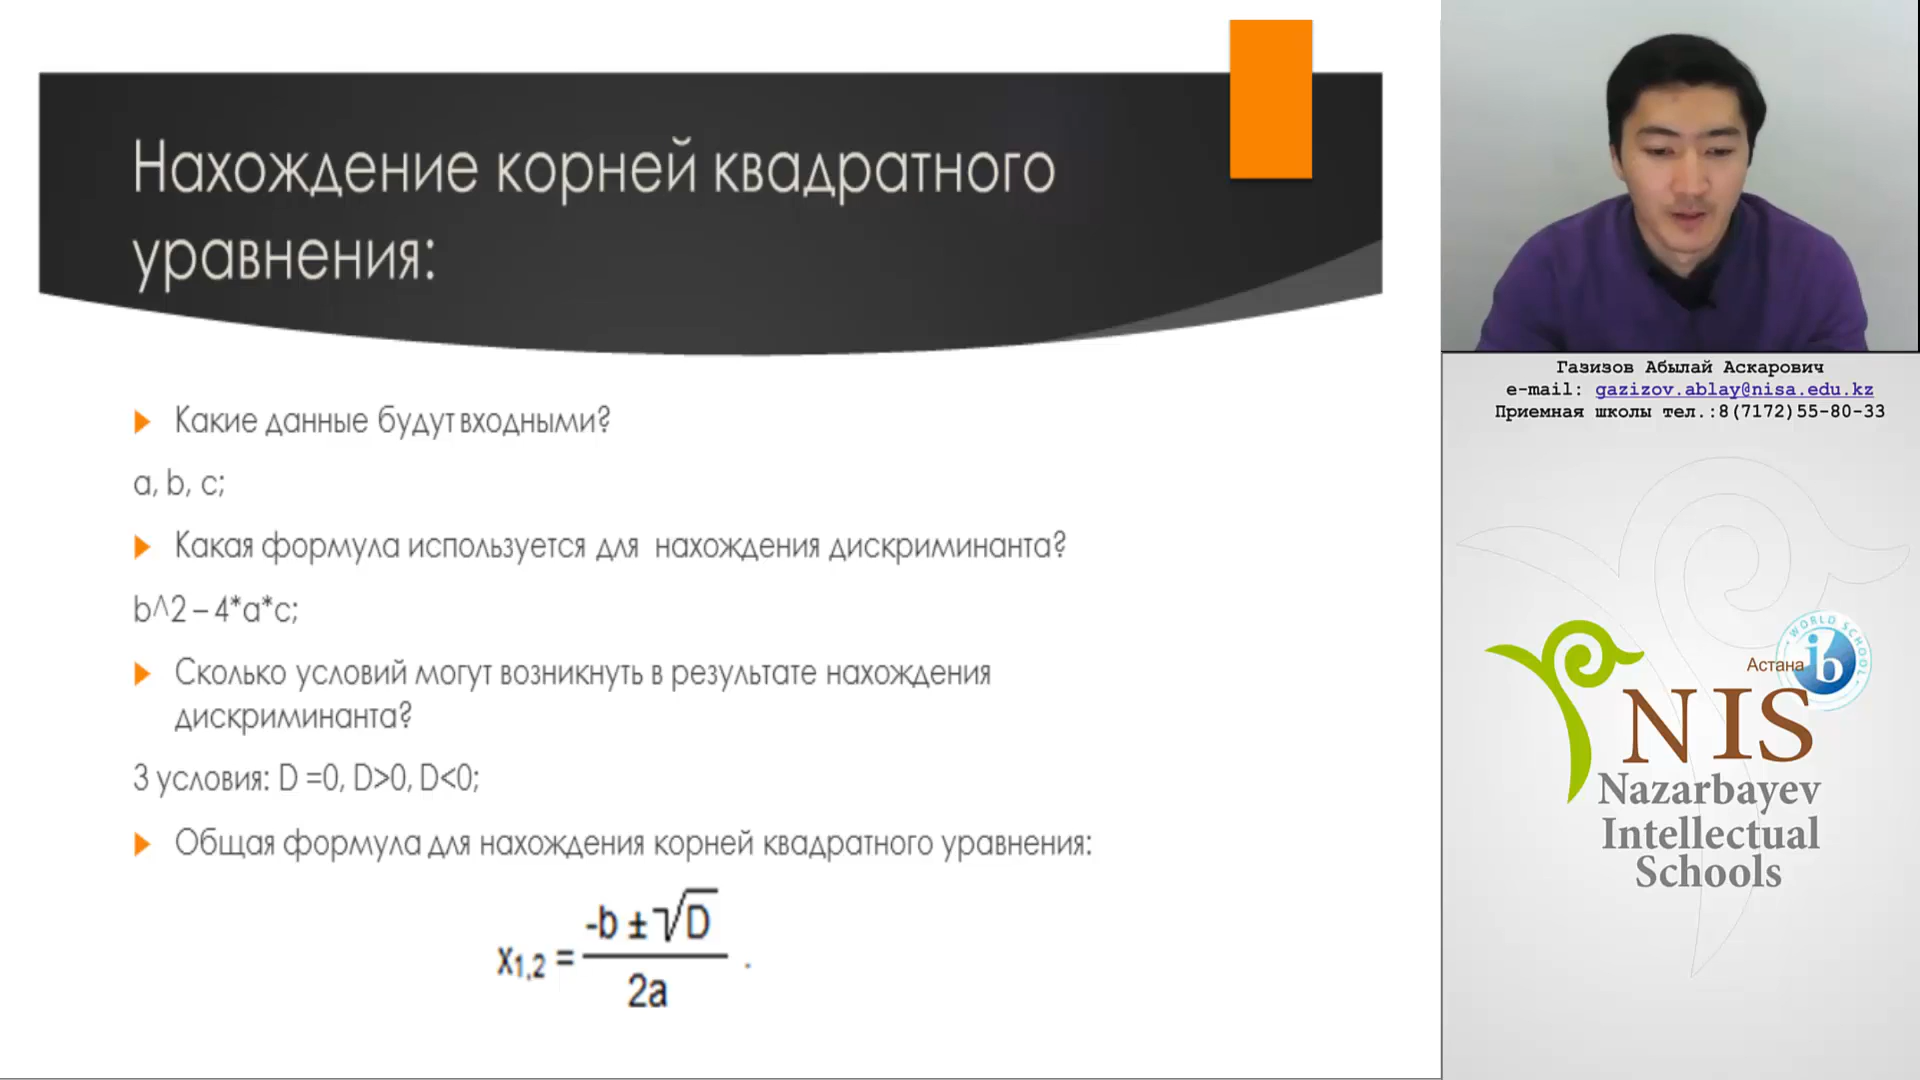 Нахождение корней квадратного
уравнения:
Какие данные будут входными?
a, b, c;
Какая формула используется для нахождения дискриминанта?
b^2 – 4*a*c;
Сколько условий могут возникнуть в результате нахождения
дискриминанта?
3 условия: D =0, D>0, D<0;
Общая формула для нахождения корней квадратного уравнения:
x1,2 = (-b ± √D) / 2a .
Газизов Абылай Аскарович
e-mail: gazizov.ablay@nisa.edu.kz
Приемная школы тел.:8(7172)55-80-33
WORLD SCHOOL
ib
Астана
NIS
Nazarbayev
Intellectual
Schools